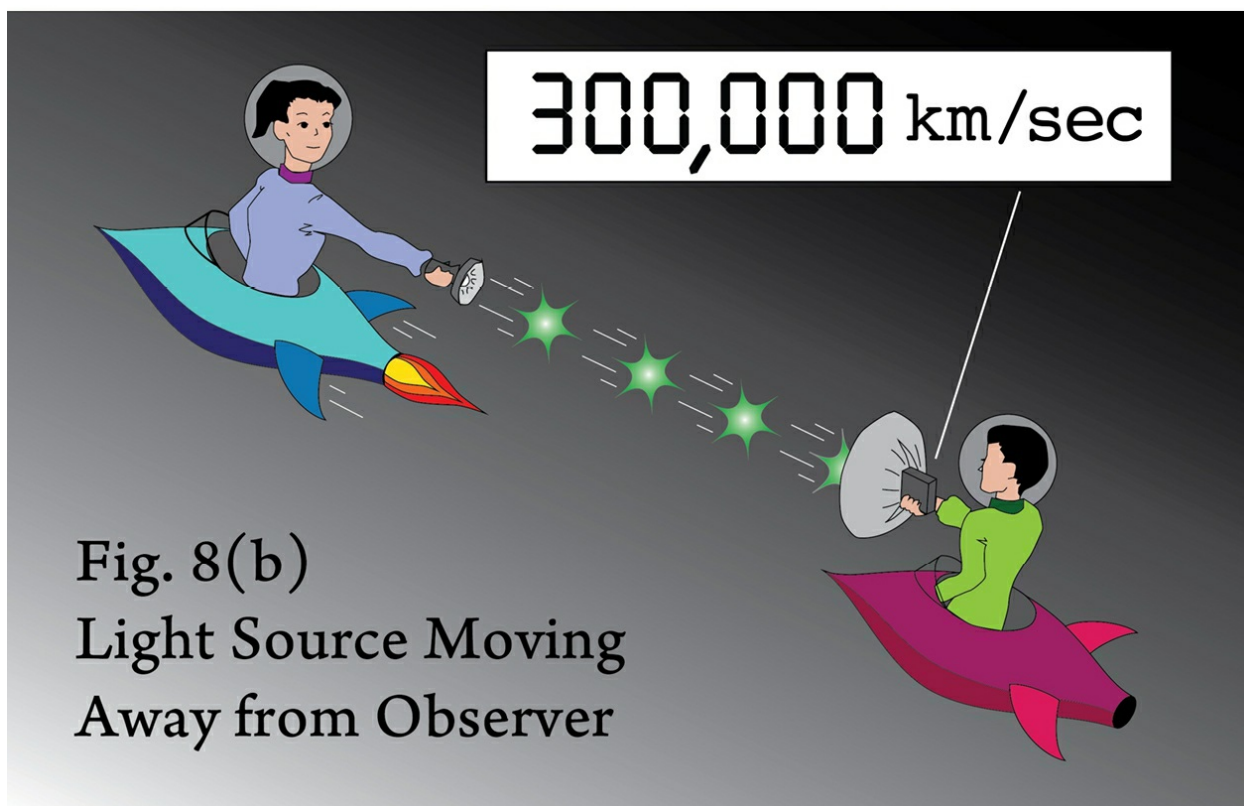 300,000 km/sec
Fig. 8(b)
Light Source Moving
Away from Observer